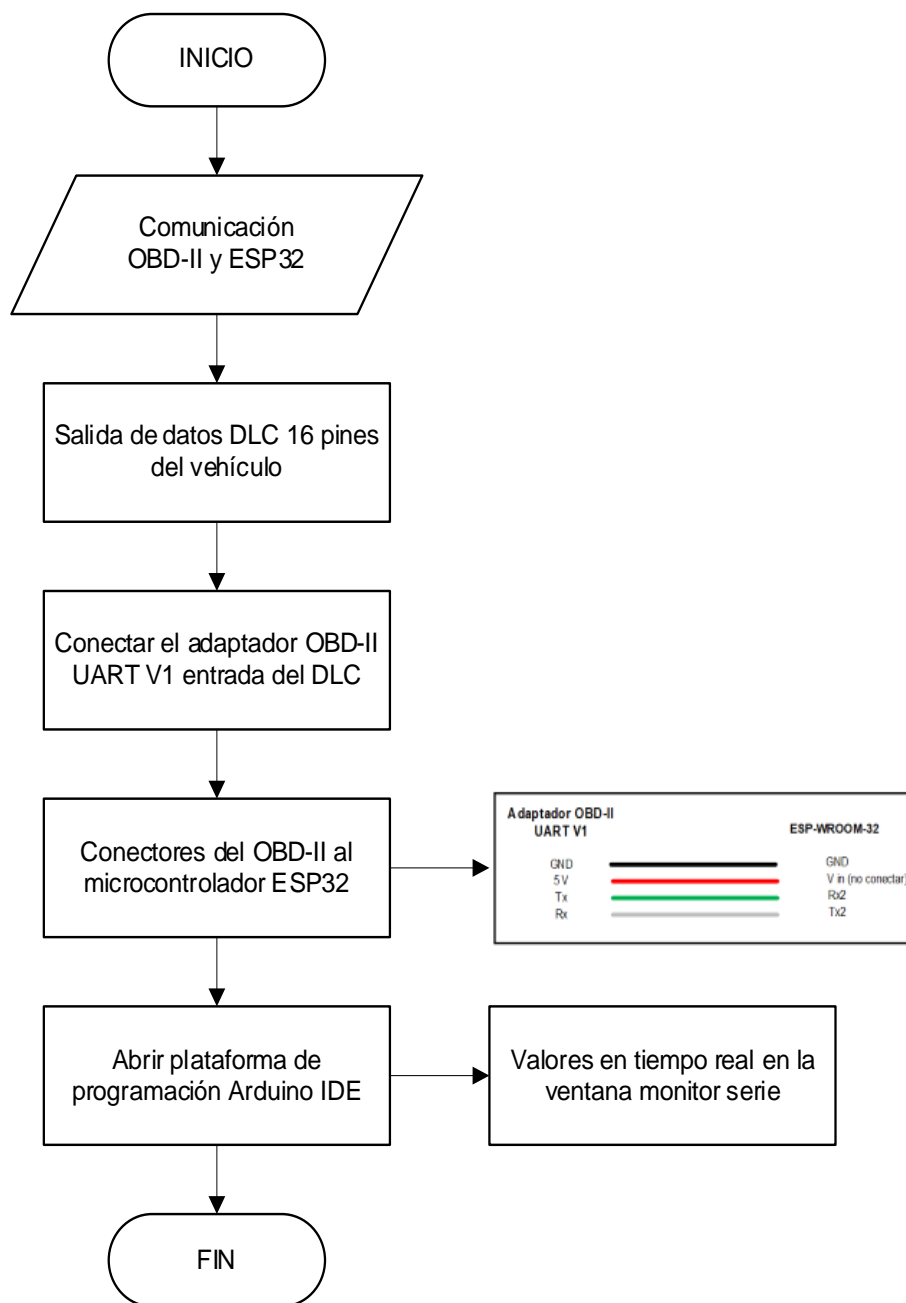 INICIO
Comunicación
OBD-II y ESP32
Salida de datos DLC 16 pines
del vehículo
Conectar el adaptador OBD-II
UART V1 entrada del DLC
Conectores del OBD-II al
microcontrolador ESP32
Adaptador OBD-II
UART V1 ESP-WROOM-32
GND GND
5V V in (no conectar)
Tx Rx2
Rx Tx2
Abrir plataforma de
programación Arduino IDE
Valores en tiempo real en la
ventana monitor serie
FIN